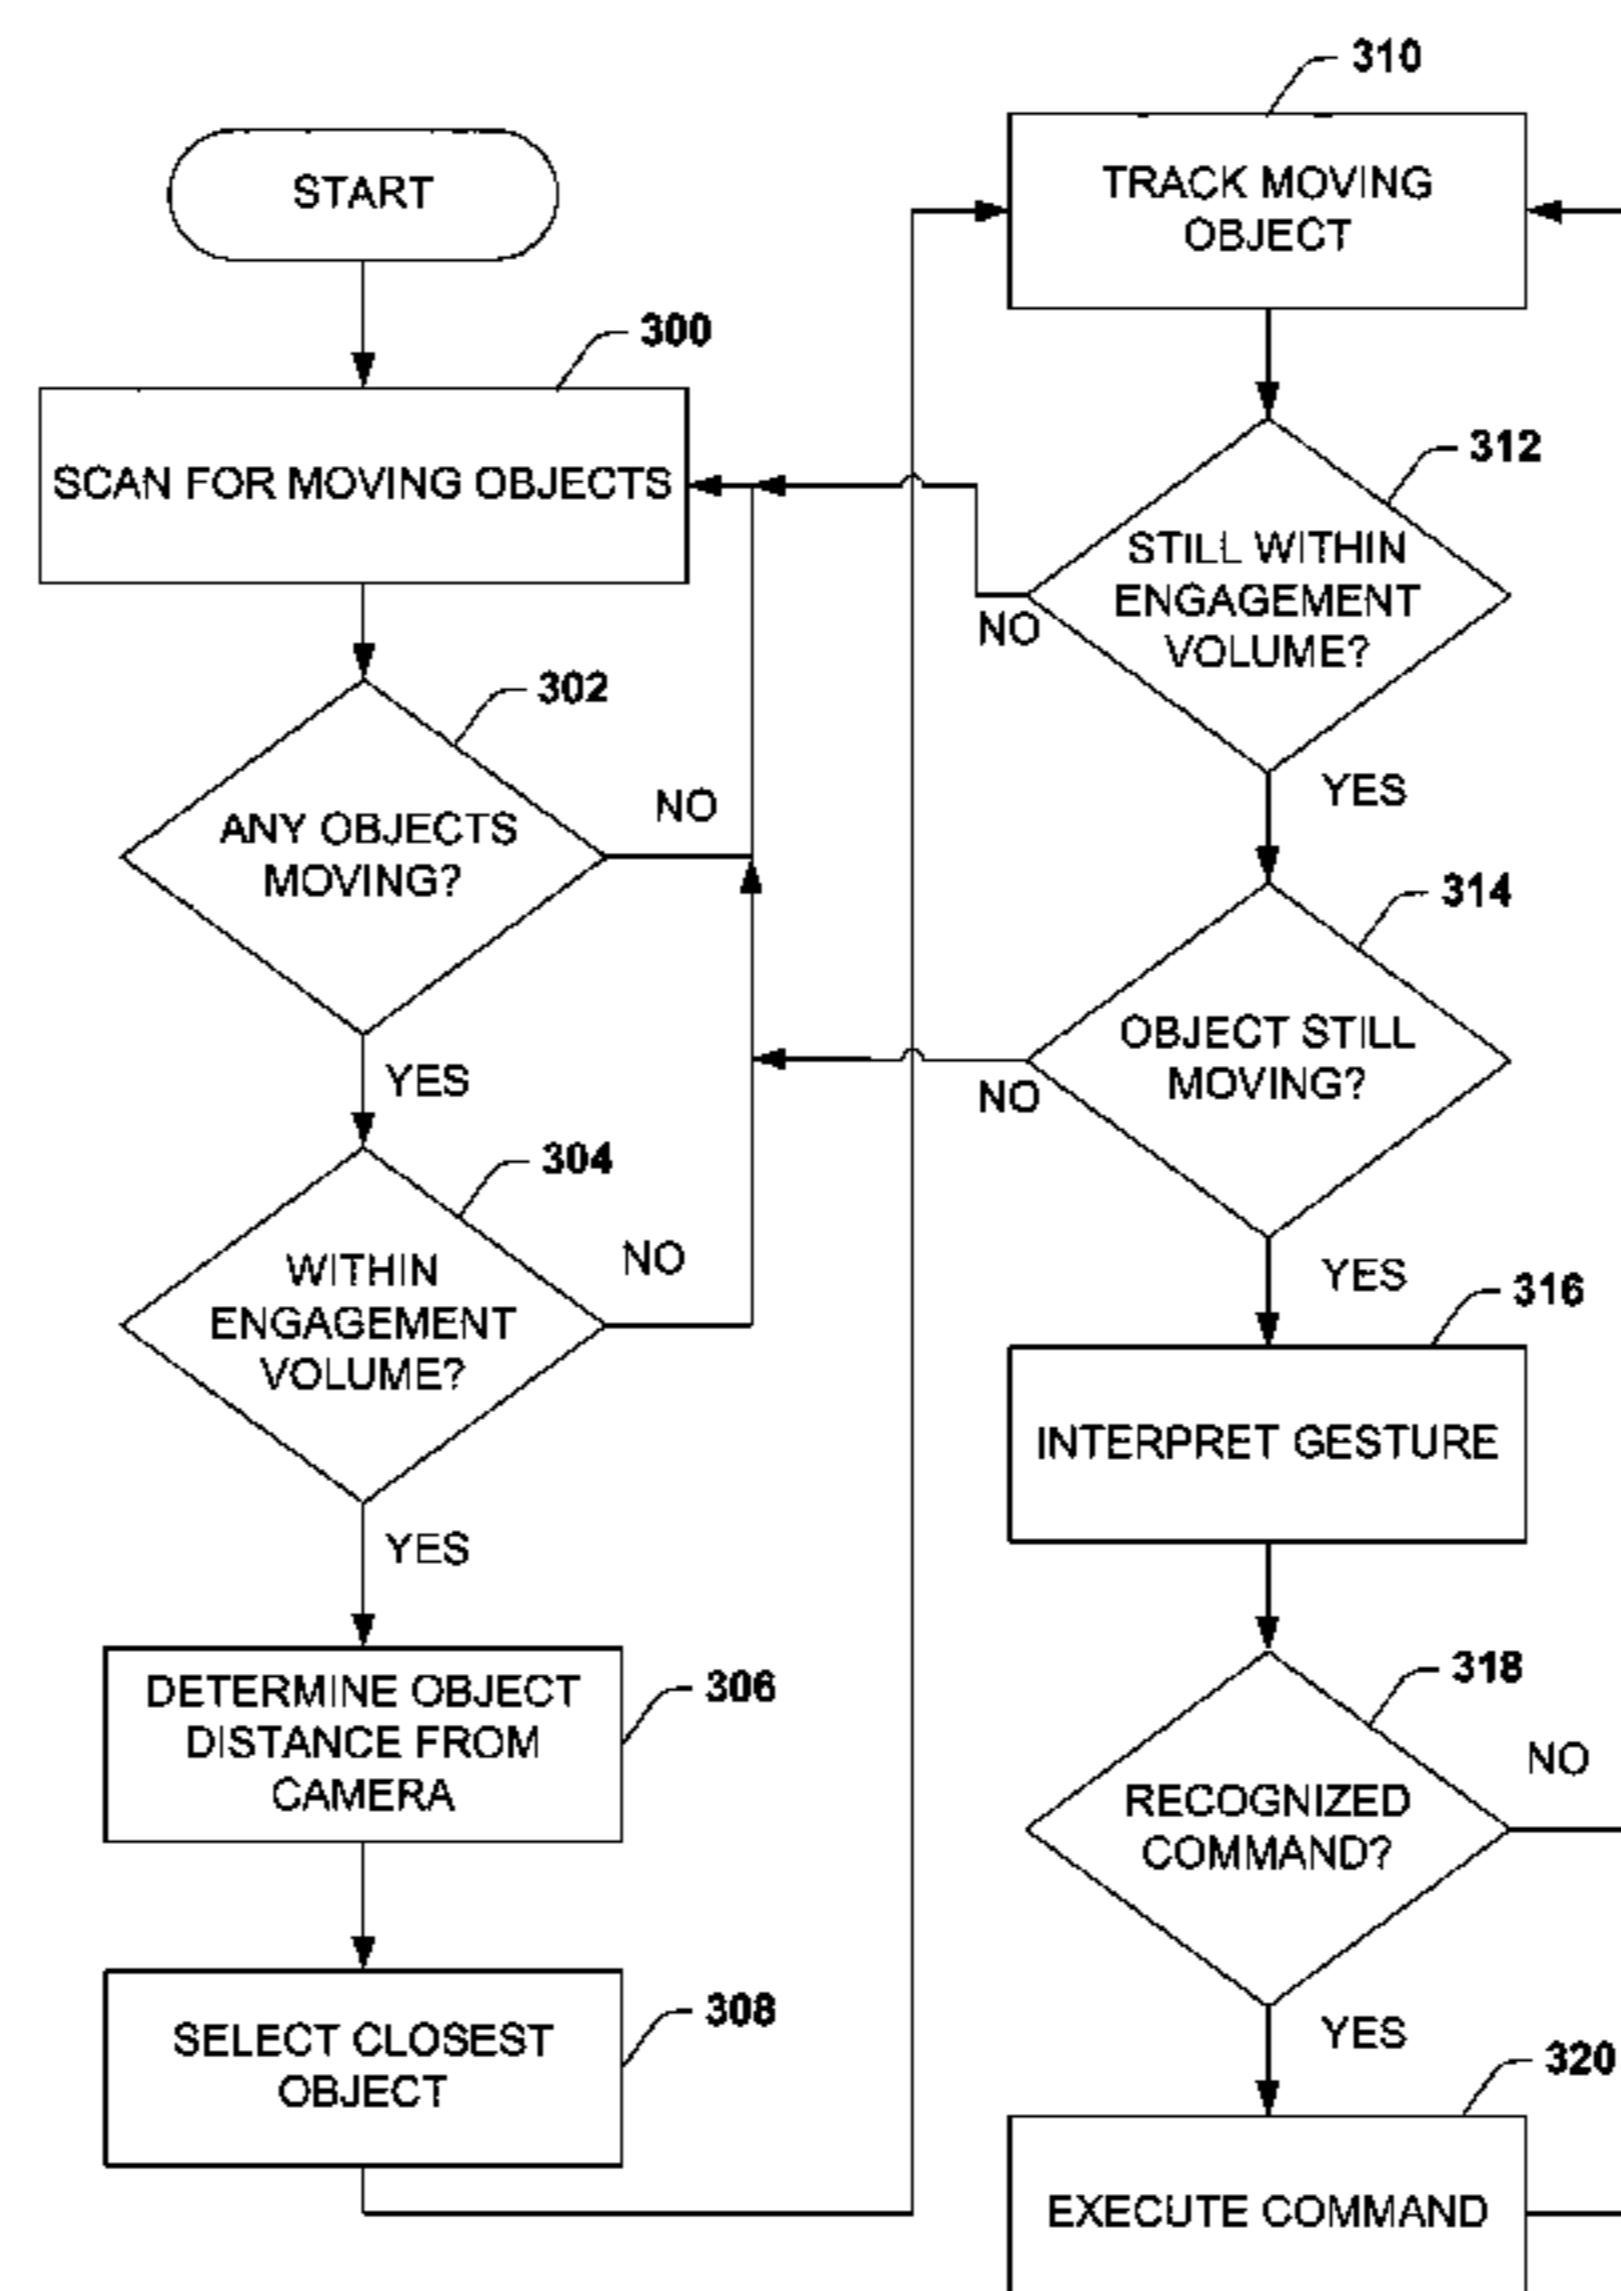 START
300
SCAN FOR MOVING OBJECTS
302
ANY OBJECTS
MOVING?
NO
YES
304
WITHIN
ENGAGEMENT
VOLUME?
NO
YES
306
DETERMINE OBJECT
DISTANCE FROM
CAMERA
308
SELECT CLOSEST
OBJECT
310
TRACK MOVING
OBJECT
312
STILL WITHIN
ENGAGEMENT
VOLUME?
NO
YES
314
OBJECT STILL
MOVING?
NO
YES
316
INTERPRET GESTURE
318
RECOGNIZED
COMMAND?
NO
YES
320
EXECUTE COMMAND